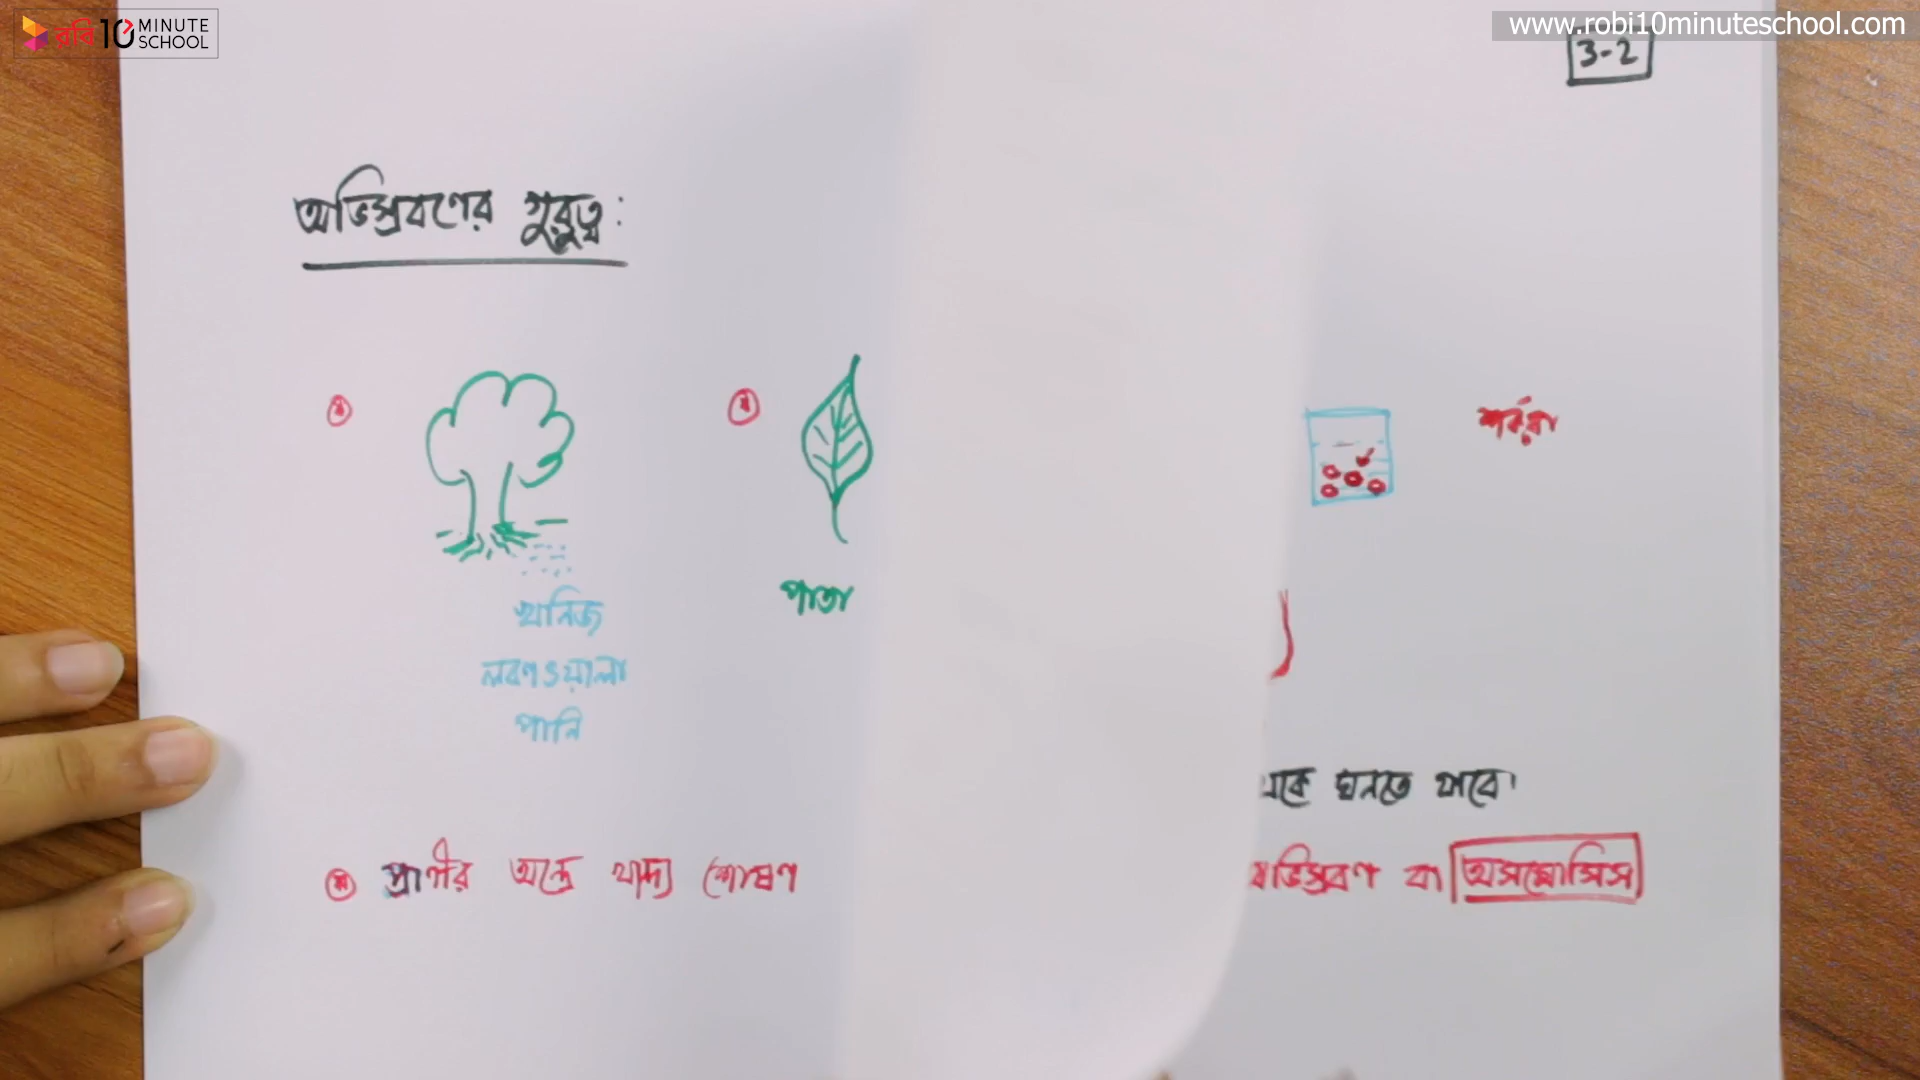 রবি 10 MINUTE SCHOOL
www.robi10minuteschool.com
3-2
অভিস্রবণের গুরুত্ব:
শর্করা
পাতা
খনিজ
লবণওয়ালা
পানি
ঘনতে যাবে।
প্রাণীর অন্ত্রে খাদ্য শোষণ
অভিস্রবণ বা অসমোসিস